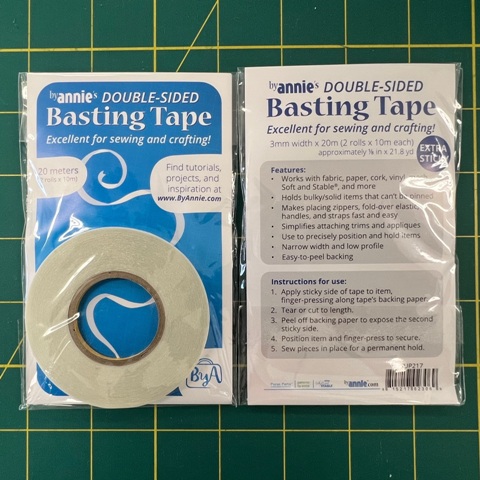 byannie's DOUBLE-SIDED
Basting Tape
Excellent for sewing and crafting!
20 meters
(2 rolls x 10m)
Find tutorials,
projects, and
inspiration at
www.ByAnnie.com
ByA
byannie's DOUBLE-SIDED
Basting Tape
Excellent for sewing and crafting!
3mm width x 20m (2 rolls x 10m each)
approximately ⅛ in x 21.8 yd
EXTRA
STICKY
Features:
• Works with fabric, paper, cork, vinyl,
Soft and Stable®, and more
• Holds bulky/solid items that can't be pinned
• Makes placing zippers, fold-over elastic,
handles, and straps fast and easy
• Simplifies attaching trims and appliques
• Use to precisely position and hold items
• Narrow width and low profile
• Easy-to-peel backing
Instructions for use:
1. Apply sticky side of tape to item,
finger-pressing along tape's backing paper.
2. Tear or cut to length.
3. Peel off backing paper to expose the second
sticky side.
4. Position item and finger-press to secure.
5. Sew pieces in place for a permanent hold.
byannie.com